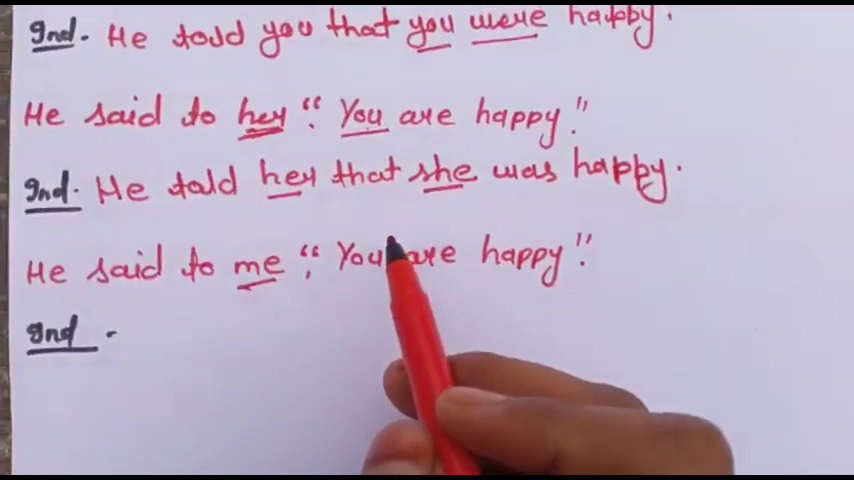 Ind. He told you that you were happy.
He said to her, "You are happy."
Ind. He told her that she was happy.
He said to me, "You are happy."
Ind -